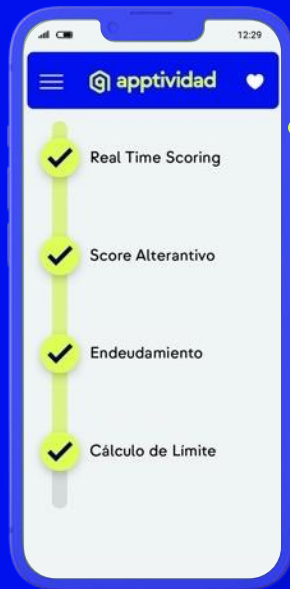 12:29
apptividad
Real Time Scoring
Score Alterantivo
Endeudamiento
Cálculo de Límite